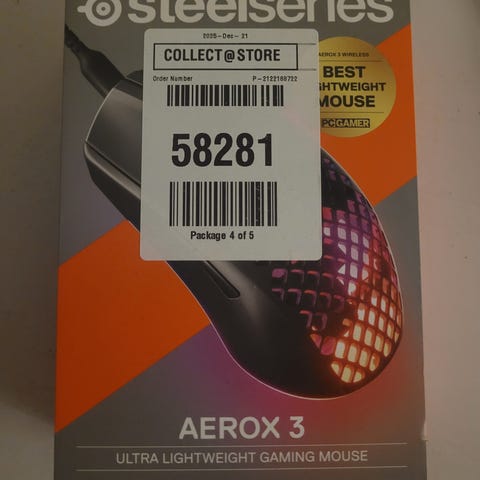 steelseries
2025-Dec-21
COLLECT@STORE
Order Number P-2122188722
58281
Package 4 of 5
AEROX 3 WIRELESS
BEST
LIGHTWEIGHT
MOUSE
PCGAMER
AEROX 3
ULTRA LIGHTWEIGHT GAMING MOUSE